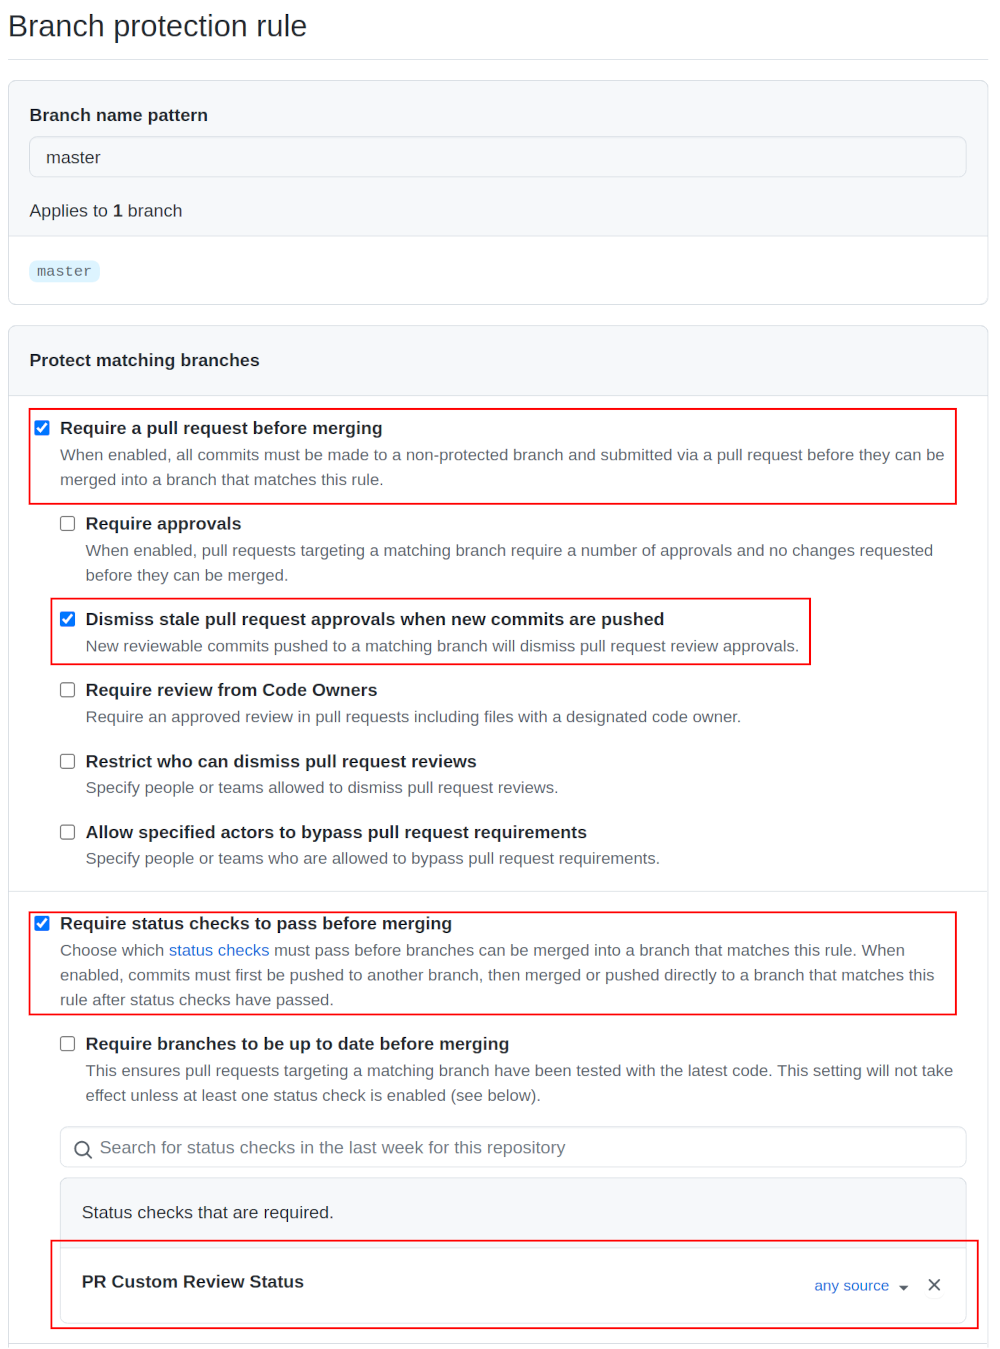 Branch protection rule
Branch name pattern
master
Applies to 1 branch
master
Protect matching branches
Require a pull request before merging
When enabled, all commits must be made to a non-protected branch and submitted via a pull request before they can be
merged into a branch that matches this rule.
Require approvals
When enabled, pull requests targeting a matching branch require a number of approvals and no changes requested
before they can be merged.
Dismiss stale pull request approvals when new commits are pushed
New reviewable commits pushed to a matching branch will dismiss pull request review approvals.
Require review from Code Owners
Require an approved review in pull requests including files with a designated code owner.
Restrict who can dismiss pull request reviews
Specify people or teams allowed to dismiss pull request reviews.
Allow specified actors to bypass pull request requirements
Specify people or teams who are allowed to bypass pull request requirements.
Require status checks to pass before merging
Choose which status checks must pass before branches can be merged into a branch that matches this rule. When
enabled, commits must first be pushed to another branch, then merged or pushed directly to a branch that matches this
rule after status checks have passed.
Require branches to be up to date before merging
This ensures pull requests targeting a matching branch have been tested with the latest code. This setting will not take
effect unless at least one status check is enabled (see below).
Search for status checks in the last week for this repository
Status checks that are required.
PR Custom Review Status any source